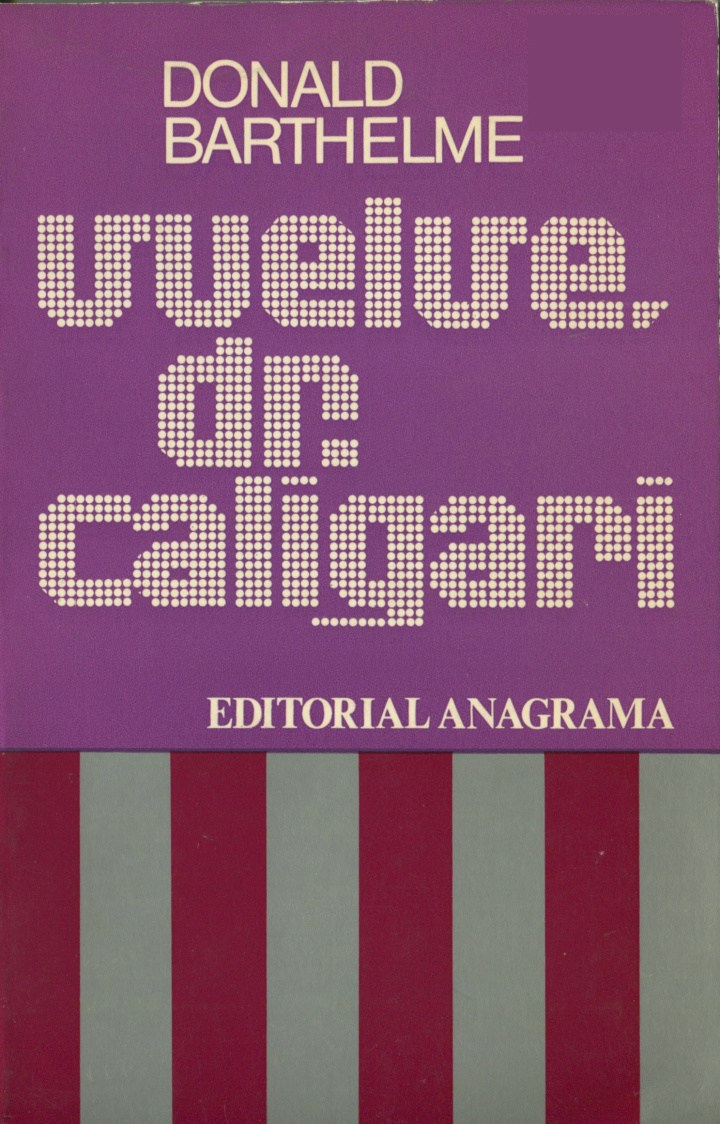 DONALD
BARTHELME
vuelve,
dr.
caligari
EDITORIAL ANAGRAMA